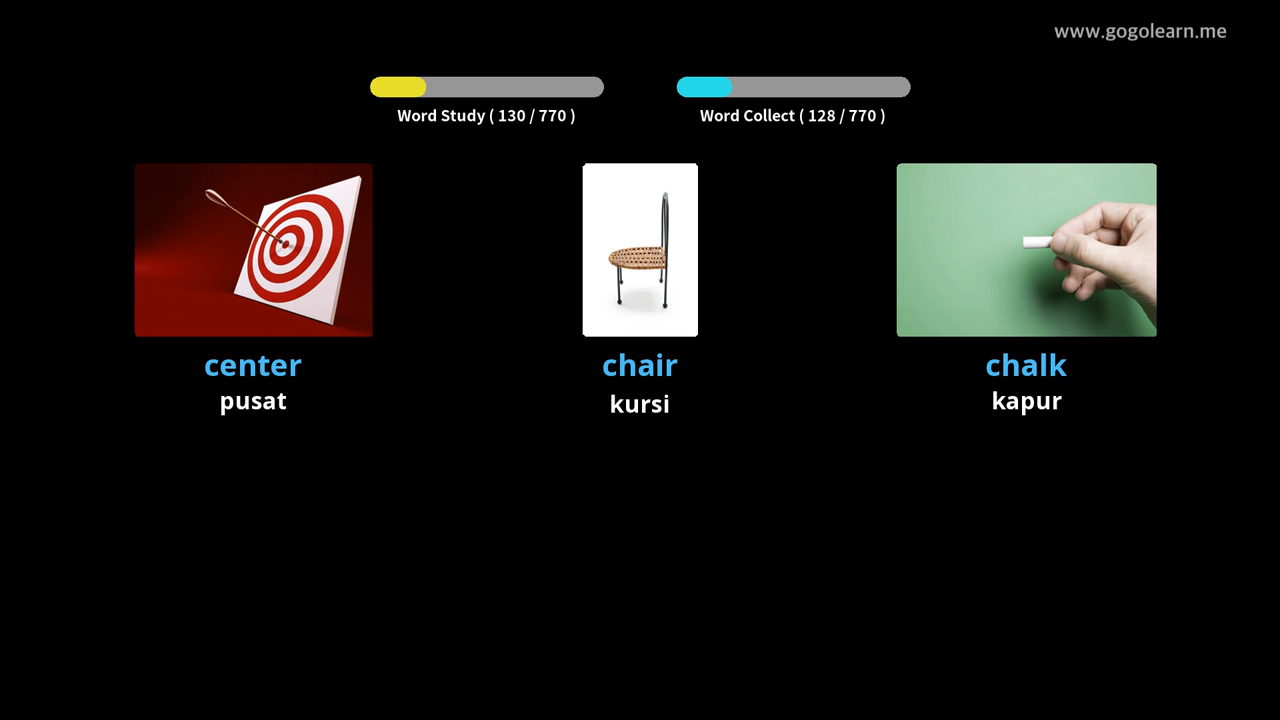 www.gogolearn.me
Word Study ( 130 / 770 )
Word Collect ( 128 / 770 )
center
pusat
chair
kursi
chalk
kapur